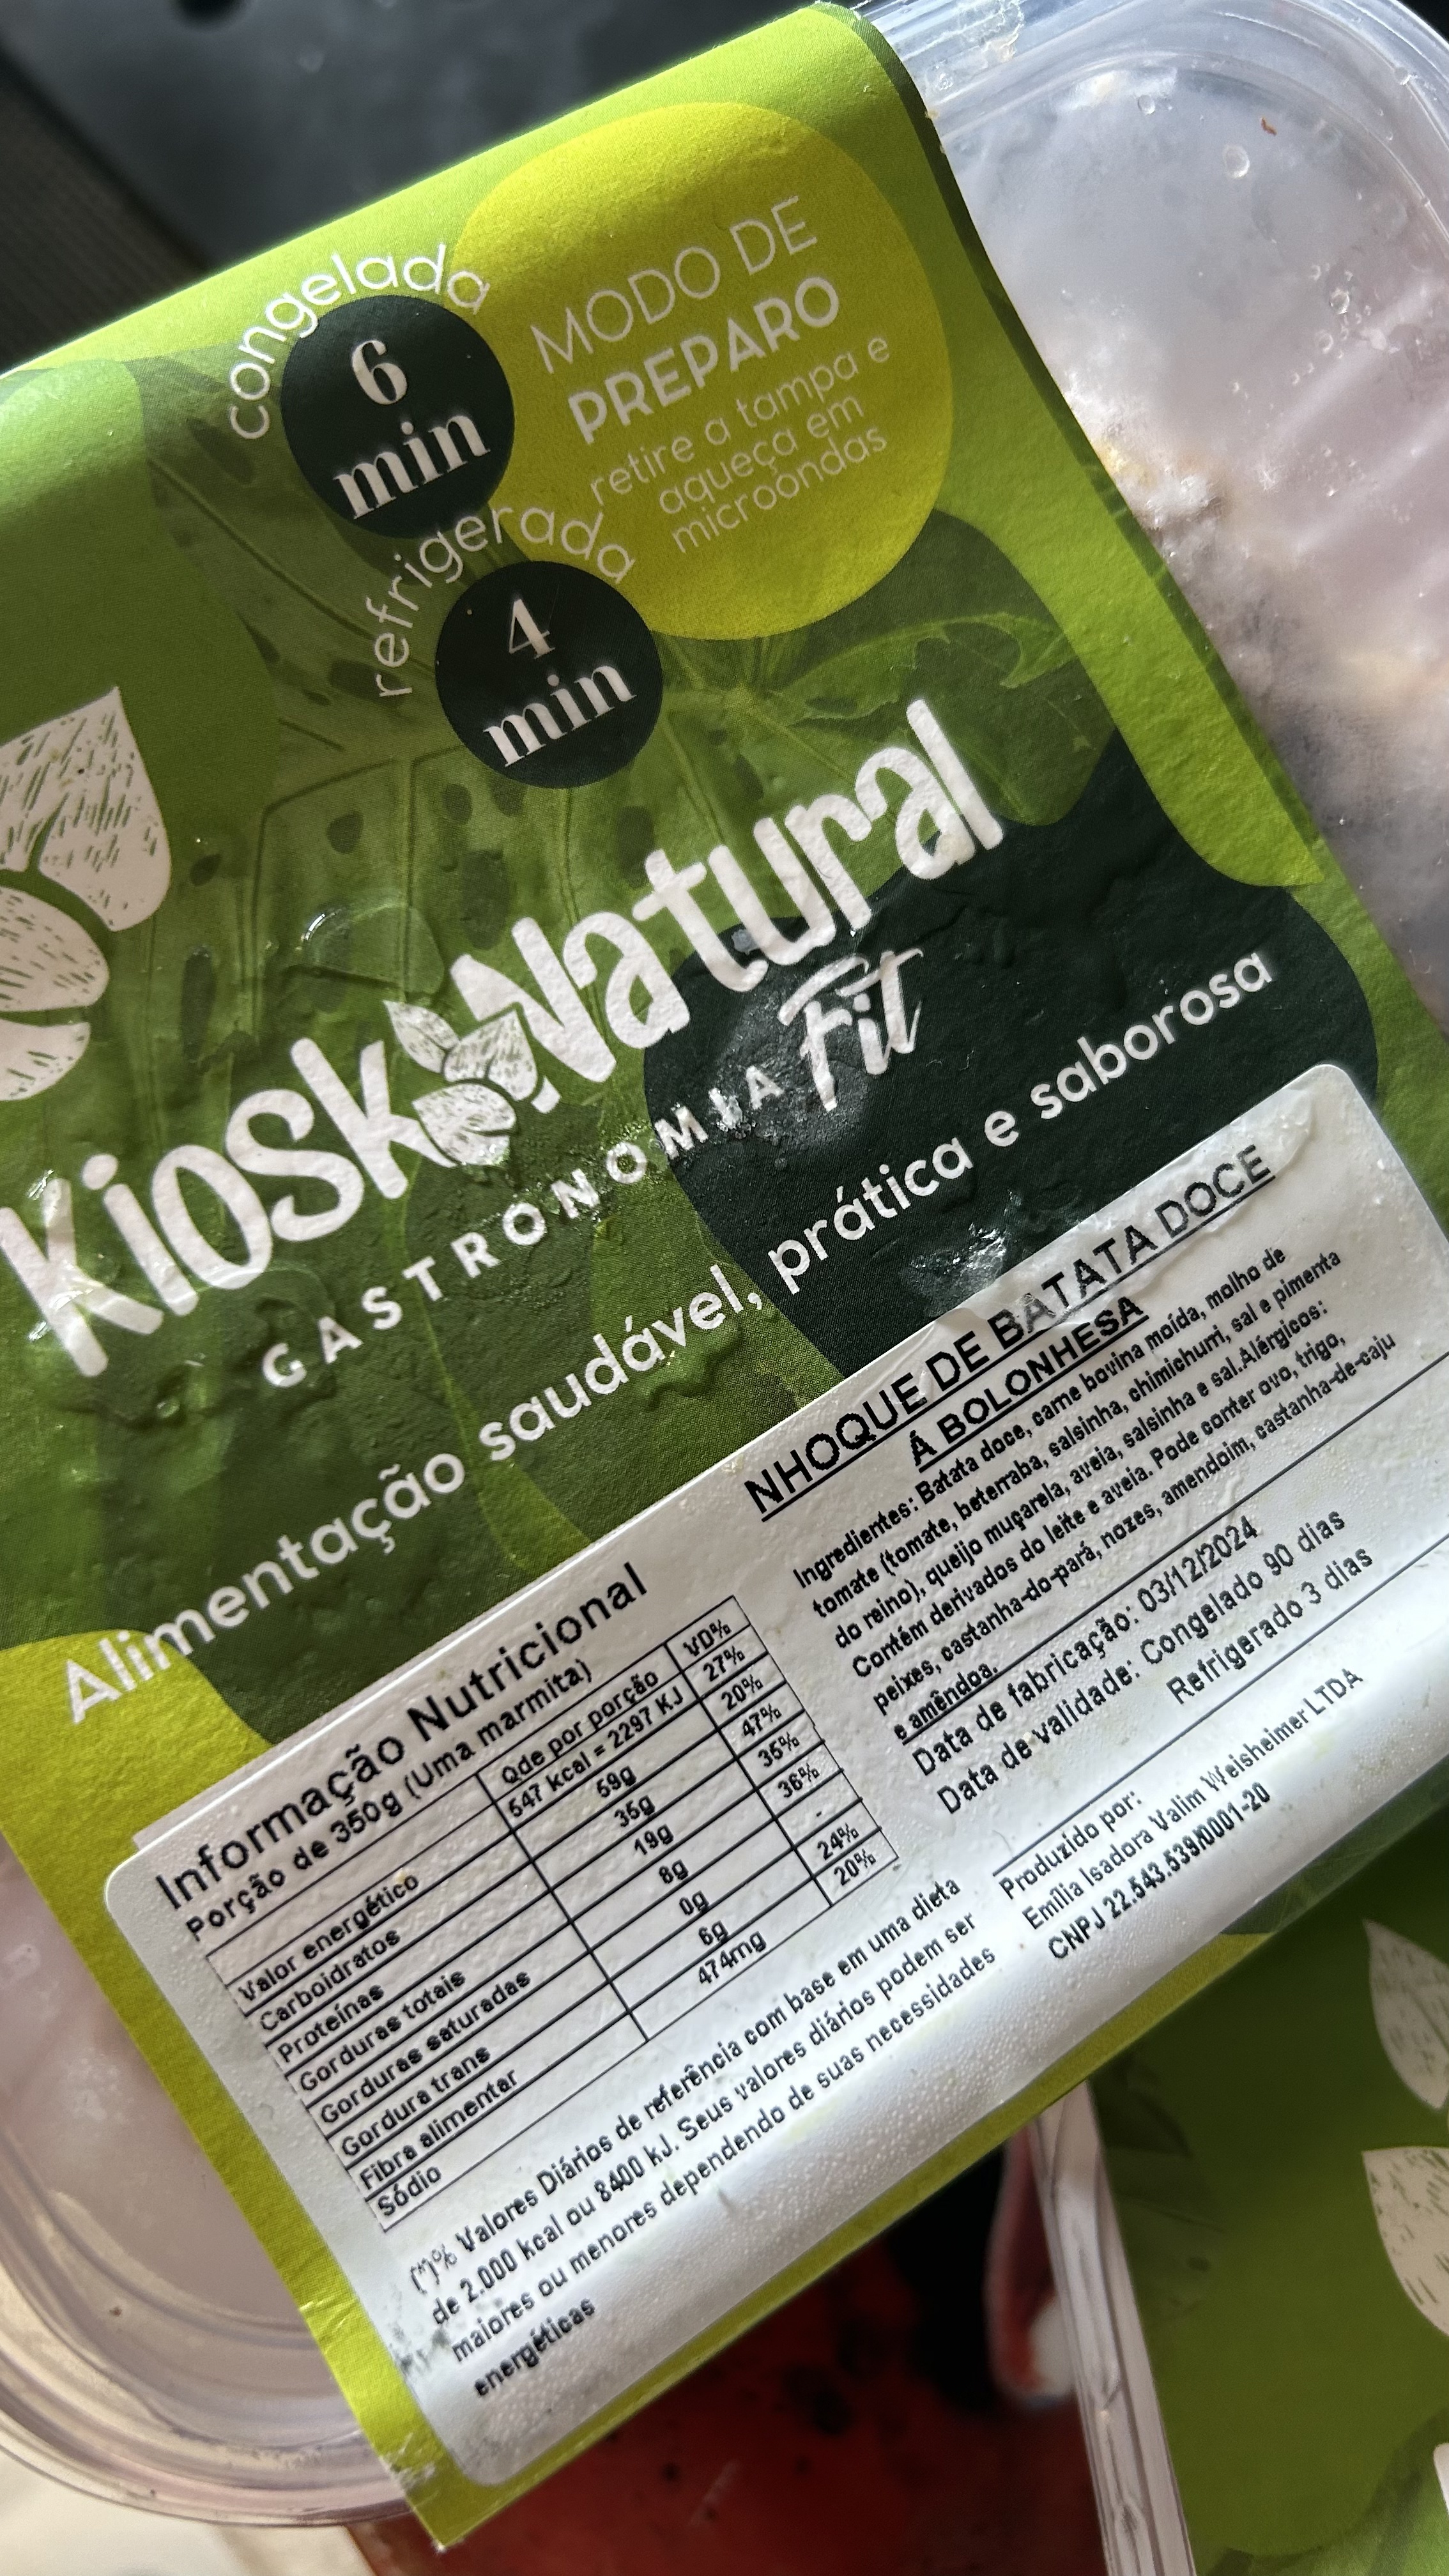 congelada
6
min
refrigerada
4
min
MODO DE
PREPARO
retire a tampa e
aqueça em
microondas
Kiosk Natural
GASTRONOMIA Fit
Alimentação saudável, prática e saborosa
Informação Nutricional
Porção de 350g (Uma marmita)
Qde por porção VD%
Valor energético 547 kcal = 2297 KJ 27%
Carboidratos 59g 20%
Proteínas 35g 47%
Gorduras totais 19g 35%
Gorduras saturadas 8g 36%
Gordura trans 0g -
Fibra alimentar 6g 24%
Sódio 474mg 20%
(*)% Valores Diários de referência com base em uma dieta
de 2.000 kcal ou 8400 kJ. Seus valores diários podem ser
maiores ou menores dependendo de suas necessidades
energéticas
NHOQUE DE BATATA DOCE
Á BOLONHESA
Ingredientes: Batata doce, carne bovina moída, molho de
tomate (tomate, beterraba, salsinha, chimichurri, sal e pimenta
do reino), queijo muçarela, aveia, salsinha e sal.Alérgicos:
Contém derivados do leite e aveia. Pode conter ovo, trigo,
peixes, castanha-do-pará, nozes, amendoim, castanha-de-caju
e amêndoa.
Data de fabricação: 03/12/2024
Data de validade: Congelado 90 dias
Refrigerado 3 dias
Produzido por:
Emília Isadora Valim Weisheimer LTDA
CNPJ 22.543.539/0001-20